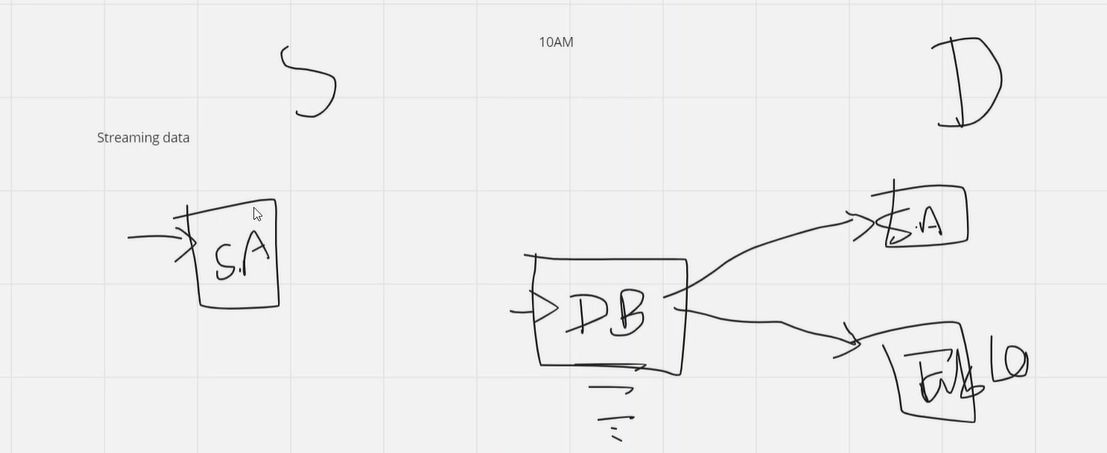 S
10AM
D
Streaming data
S.A
S.A
DB